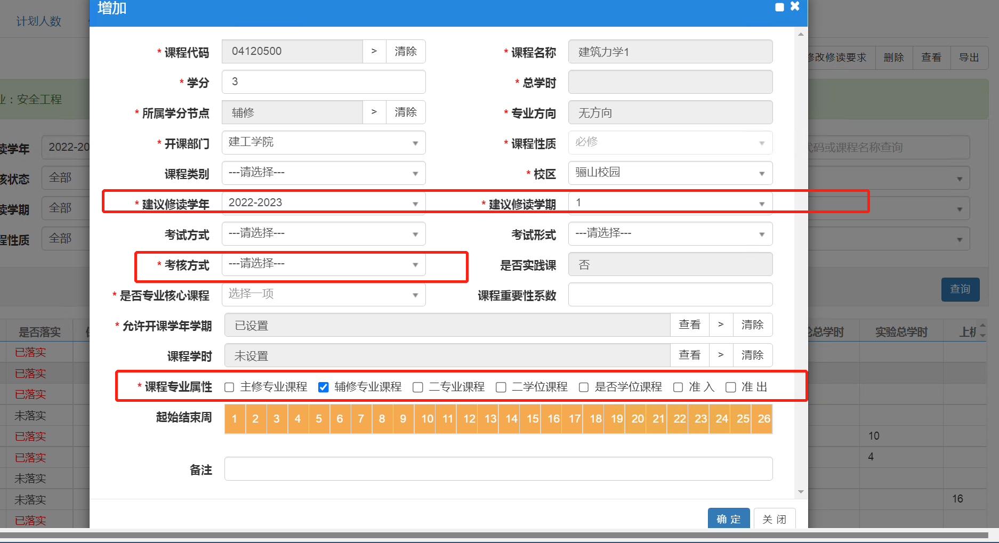 增加
计划人数
* 课程代码 04120500 > 清除 * 课程名称 建筑力学1
修改修读要求 删除 查看 导出
* 学分 3 * 总学时
业：安全工程
* 所属学分节点 辅修 > 清除 * 专业方向 无方向
读学年 2022-20
* 开课部门 建工学院 * 课程性质 必修
代码或课程名称查询
核状态 全部
课程类别 ---请选择--- * 校区 骊山校园
读学期 全部
* 建议修读学年 2022-2023 * 建议修读学期 1
程性质 全部
考试方式 ---请选择--- 考试形式 ---请选择---
* 考核方式 ---请选择--- 是否实践课 否
* 是否专业核心课程 选择一项 课程重要性系数
查询
* 允许开课学年学期 已设置 查看 > 清除
是否落实 论总学时 实验总学时 上机
课程学时 未设置 查看 > 清除
已落实
已落实
* 课程专业属性 主修专业课程 辅修专业课程 二专业课程 二学位课程 是否学位课程 准 入 准 出
已落实
起始结束周 1 2 3 4 5 6 7 8 9 10 11 12 13 14 15 16 17 18 19 20 21 22 23 24 25 26
未落实
已落实 10
已落实 4
备注
未落实
未落实 16
已落实
确 定 关 闭